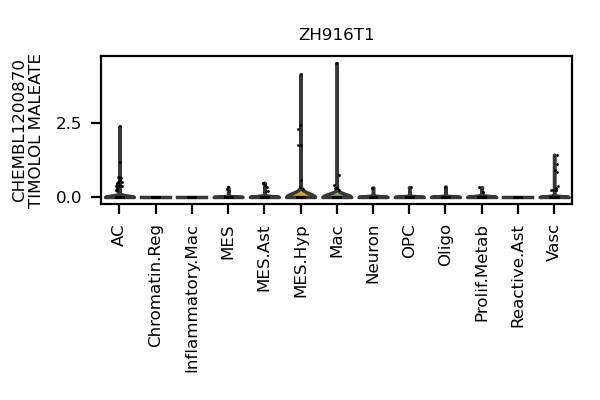 ZH916T1
CHEMBL1200870
TIMOLOL MALEATE
2.5
0.0
AC
Chromatin.Reg
Inflammatory.Mac
MES
MES.Ast
MES.Hyp
Mac
Neuron
OPC
Oligo
Prolif.Metab
Reactive.Ast
Vasc